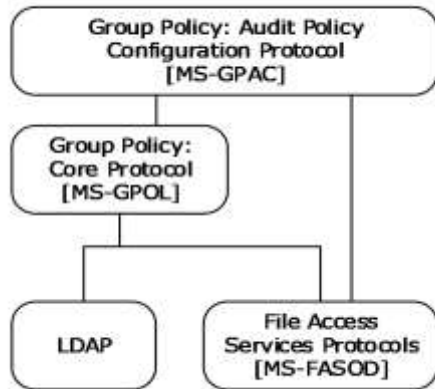 Group Policy: Audit Policy
Configuration Protocol
[MS-GPAC]
Group Policy:
Core Protocol
[MS-GPOL]
LDAP
File Access
Services Protocols
[MS-FASOD]